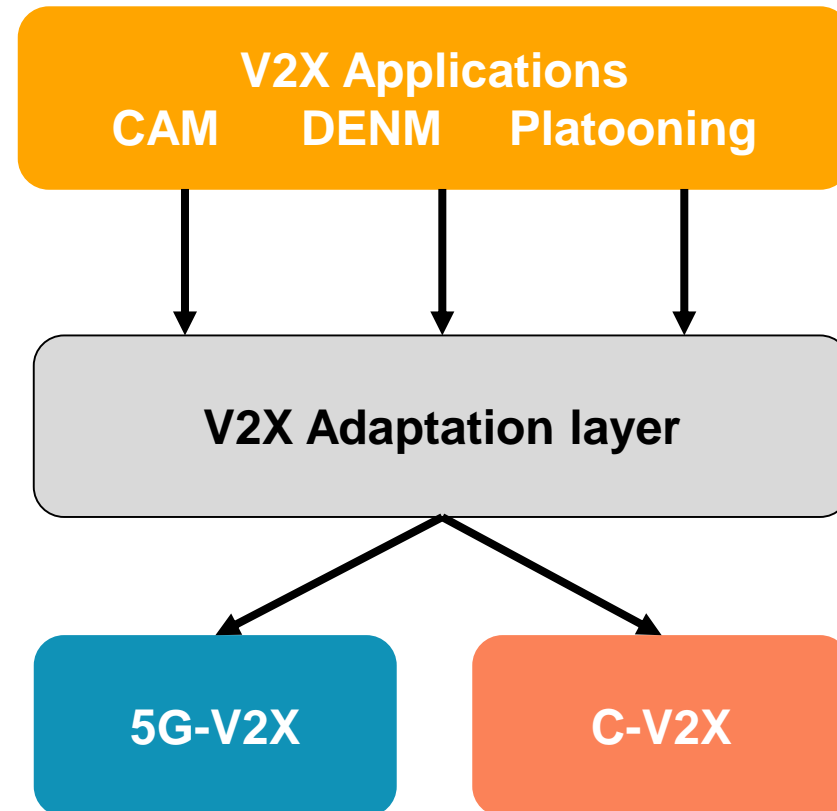 V2X Applications
CAM DENM Platooning
V2X Adaptation layer
5G-V2X
C-V2X